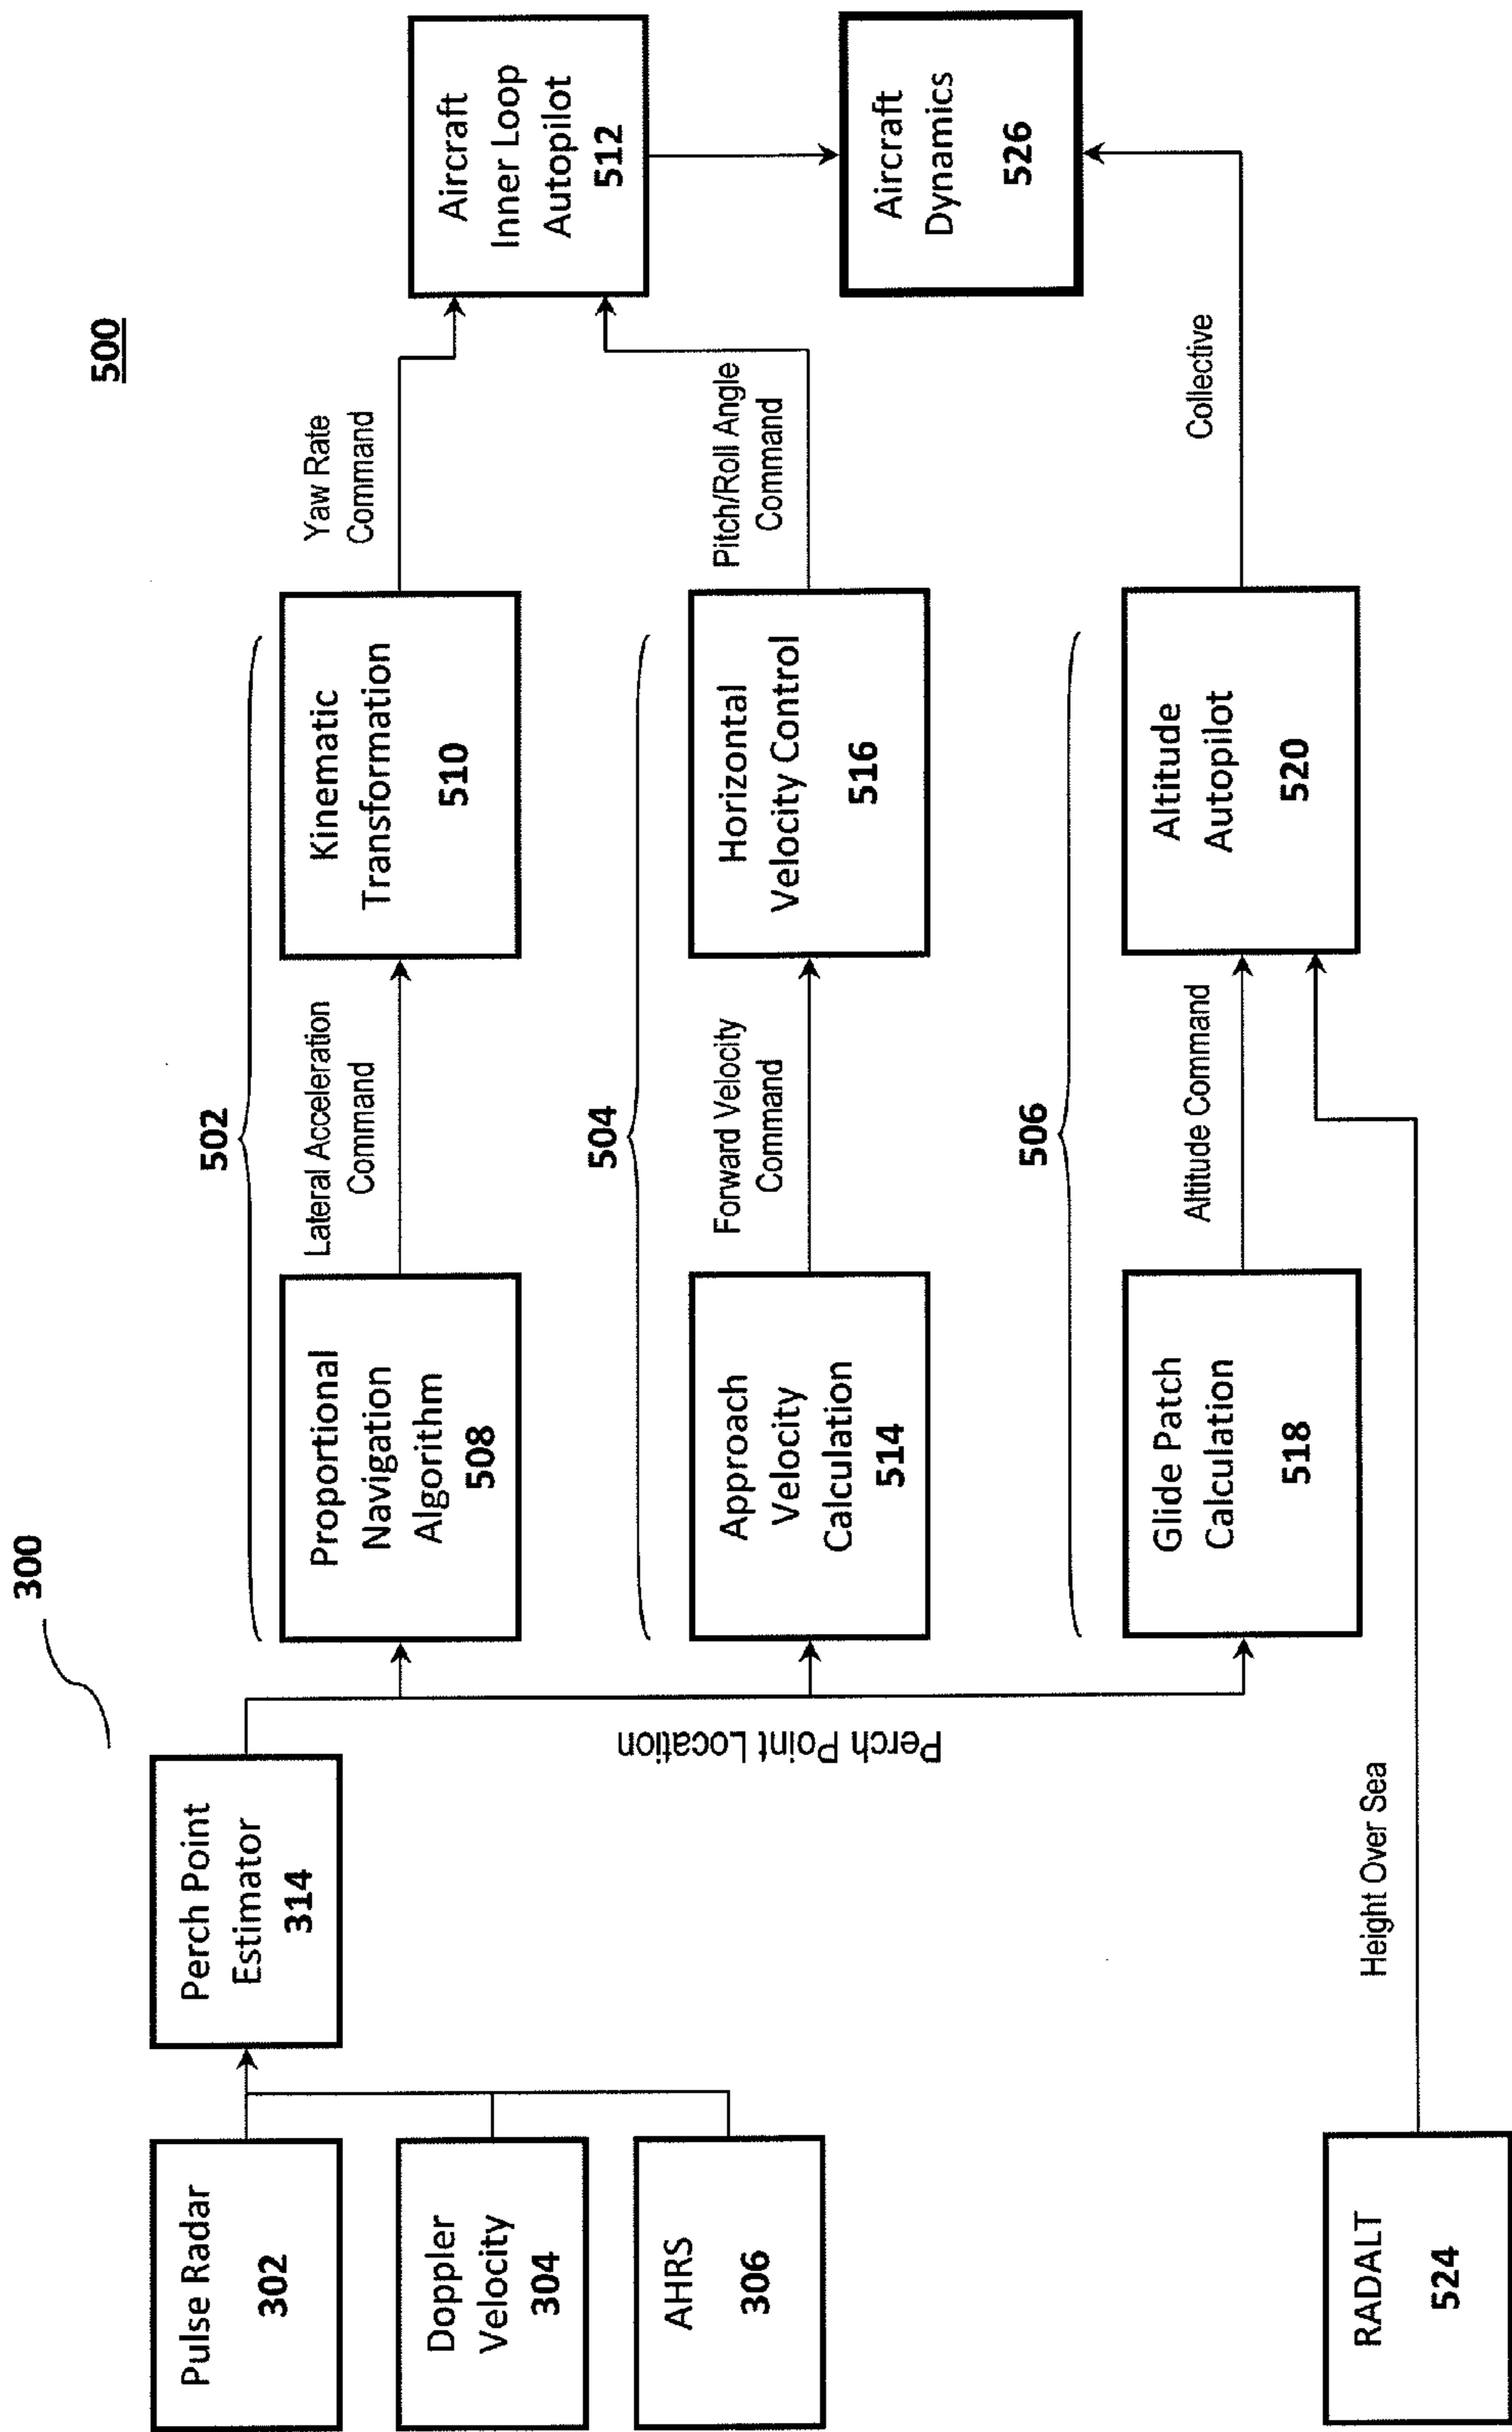 500
300
Pulse Radar
302
Doppler
Velocity
304
AHRS
306
RADALT
524
Perch Point
Estimator
314
Perch Point Location
Height Over Sea
502
Proportional
Navigation
Algorithm
508
Lateral Acceleration
Command
Kinematic
Transformation
510
Yaw Rate
Command
504
Approach
Velocity
Calculation
514
Forward Velocity
Command
Horizontal
Velocity Control
516
Pitch/Roll Angle
Command
506
Glide Patch
Calculation
518
Altitude Command
Altitude
Autopilot
520
Collective
Aircraft
Inner Loop
Autopilot
512
Aircraft
Dynamics
526